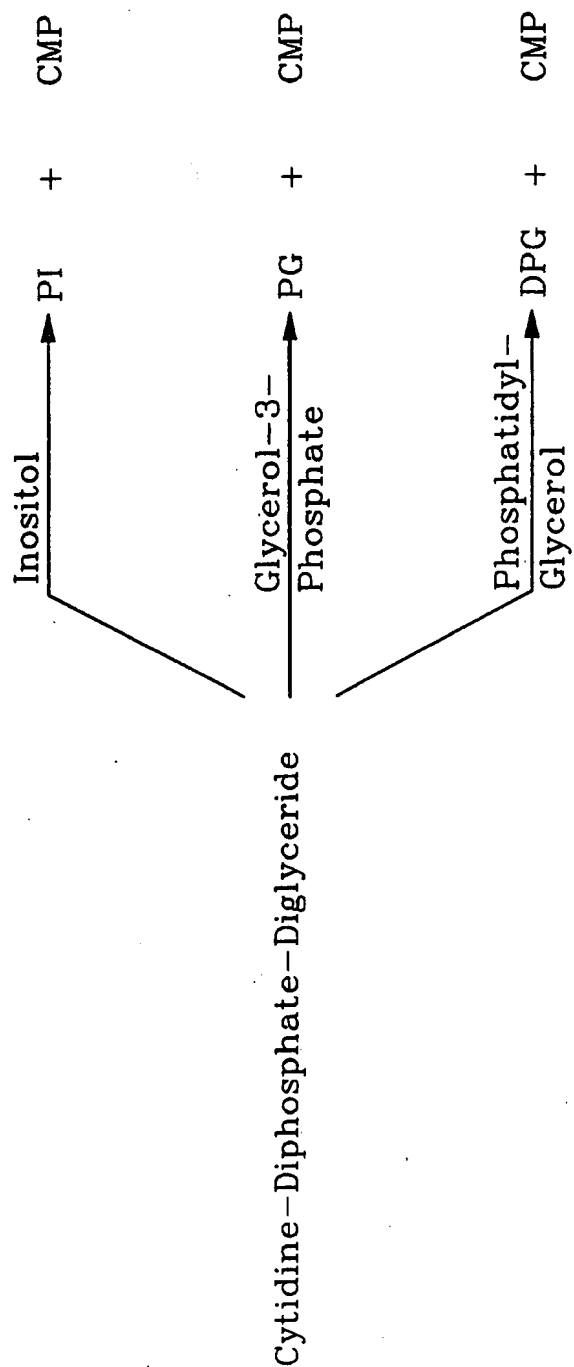 Cytidine-Diphosphate-Diglyceride
Inositol
PI + CMP
Glycerol-3-
Phosphate
PG + CMP
Phosphatidyl-
Glycerol
DPG + CMP